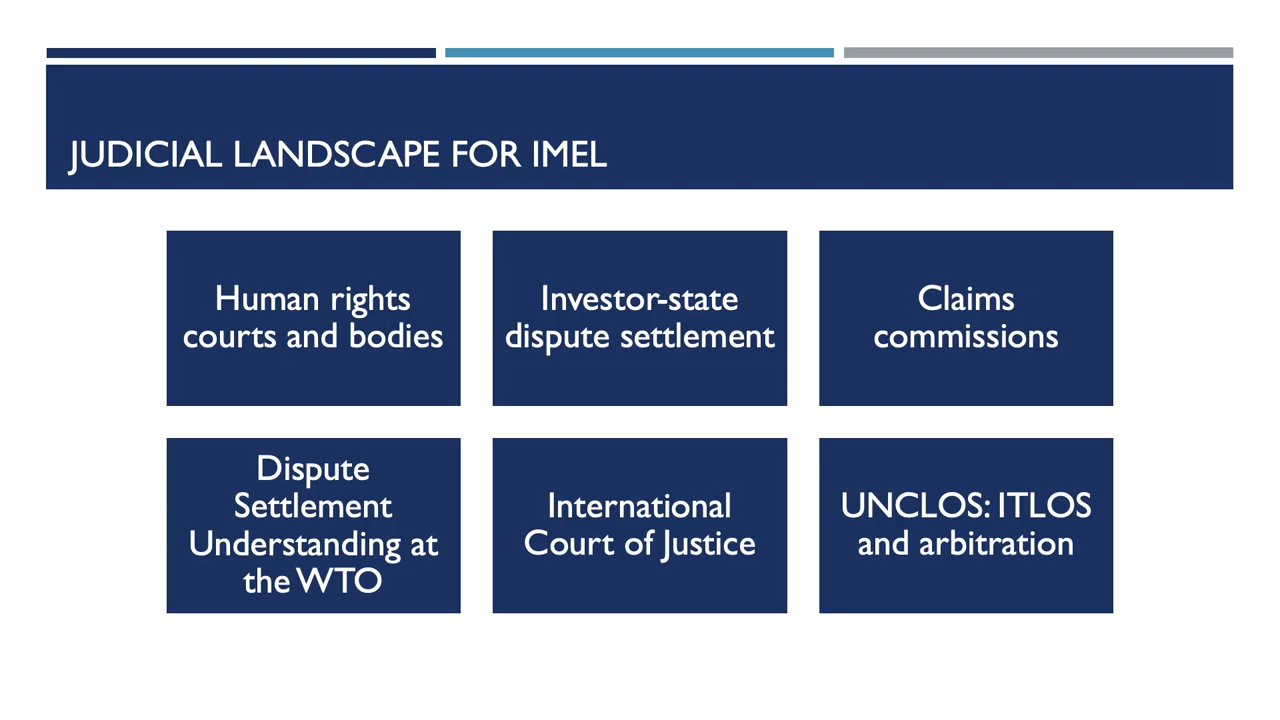 JUDICIAL LANDSCAPE FOR IMEL
Human rights
courts and bodies
Investor-state
dispute settlement
Claims
commissions
Dispute
Settlement
Understanding at
the WTO
International
Court of Justice
UNCLOS: ITLOS
and arbitration